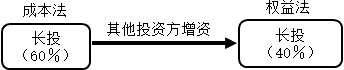 成本法
其他投资方增资
权益法
长投
（60%）
长投
（40%）